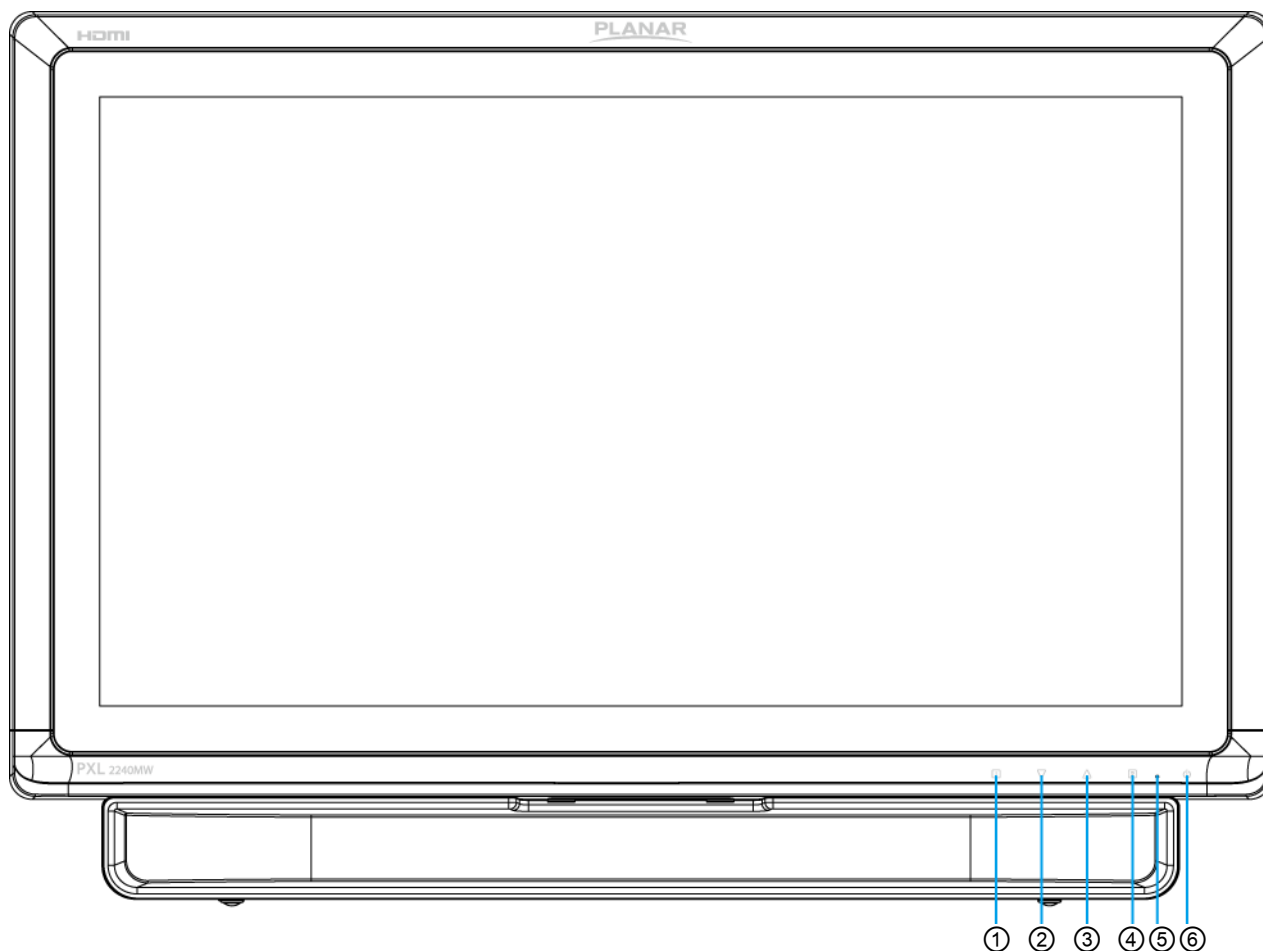 HDMI
PLANAR
PXL 2240MW
① ② ③ ④ ⑤ ⑥